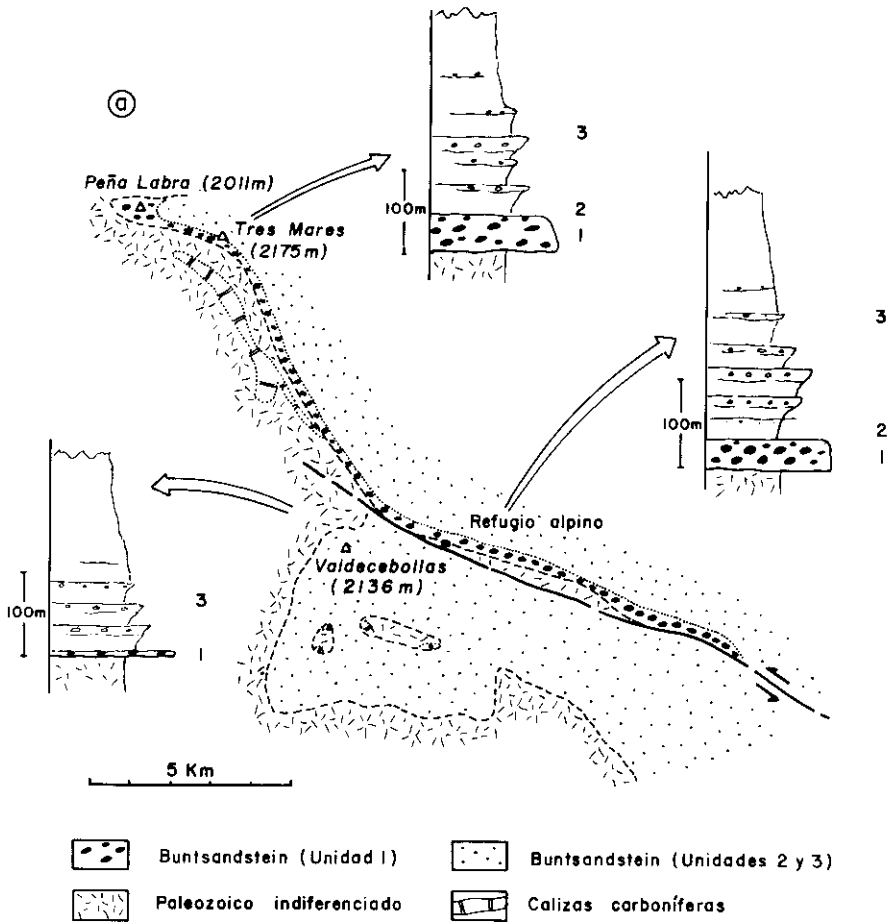 a
Peña Labra (2011m)
Tres Mares
(2175m)
100m
3
2
1
100m
3
2
1
Refugio alpino
Valdecebollas
(2136m)
100m
3
1
5 Km
Buntsandstein (Unidad 1)
Buntsandstein (Unidades 2 y 3)
Paleozoico indiferenciado
Calizas carboníferas